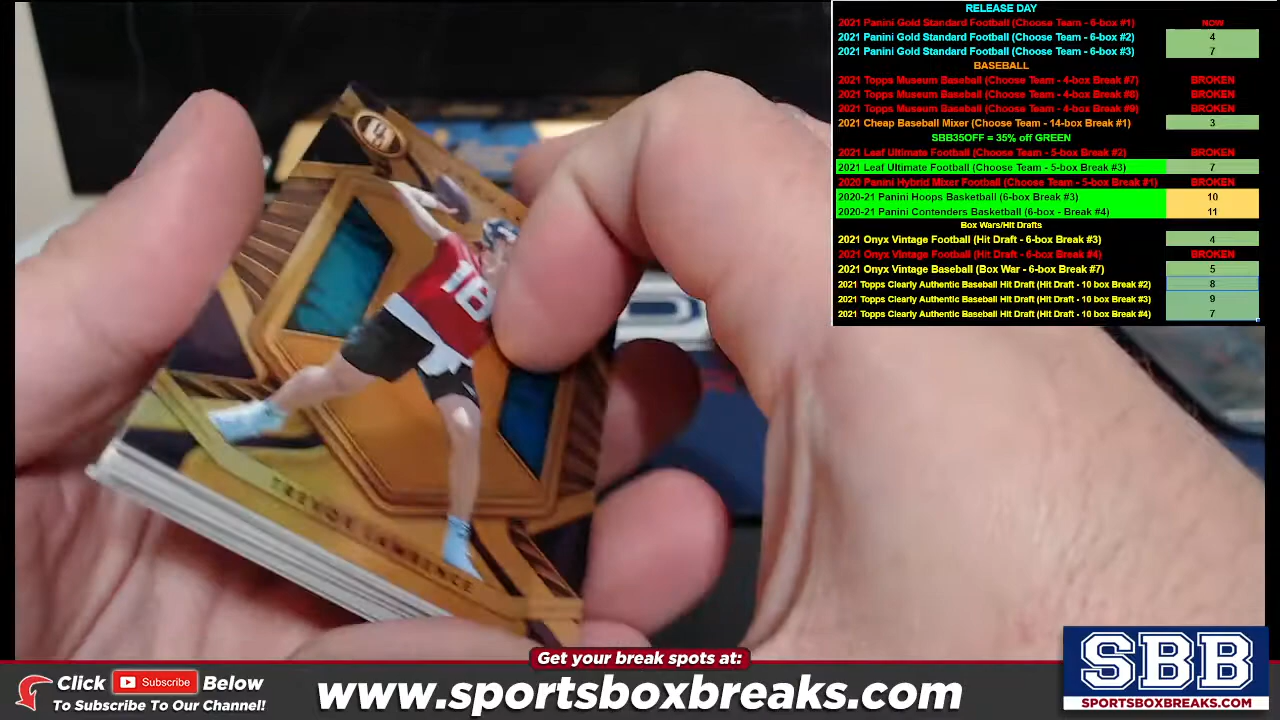 RELEASE DAY
2021 Panini Gold Standard Football (Choose Team - 6-box #1) NOW
2021 Panini Gold Standard Football (Choose Team - 6-box #2) 4
2021 Panini Gold Standard Football (Choose Team - 6-box #3) 7
BASEBALL
2021 Topps Museum Baseball (Choose Team - 4-box Break #7) BROKEN
2021 Topps Museum Baseball (Choose Team - 4-box Break #8) BROKEN
2021 Topps Museum Baseball (Choose Team - 4-box Break #9) BROKEN
2021 Cheap Baseball Mixer (Choose Team - 14-box Break #1) 3
SBB35OFF = 35% off GREEN
2021 Leaf Ultimate Football (Choose Team - 5-box Break #2) BROKEN
2021 Leaf Ultimate Football (Choose Team - 5-box Break #3) 7
2020 Panini Hybrid Mixer Football (Choose Team - 5-box Break #1) BROKEN
2020-21 Panini Hoops Basketball (6-box Break #3) 10
2020-21 Panini Contenders Basketball (6-box - Break #4) 11
Box Wars/Hit Drafts
2021 Onyx Vintage Football (Hit Draft - 6-box Break #3) 4
2021 Onyx Vintage Football (Hit Draft - 6-box Break #4) BROKEN
2021 Onyx Vintage Baseball (Box War - 6-box Break #7) 5
2021 Topps Clearly Authentic Baseball Hit Draft (Hit Draft - 10 box Break #2) 8
2021 Topps Clearly Authentic Baseball Hit Draft (Hit Draft - 10 box Break #3) 9
2021 Topps Clearly Authentic Baseball Hit Draft (Hit Draft - 10 box Break #4) 7
16
TREVOR LAWRENCE
Get your break spots at:
Click Subscribe Below
To Subscribe To Our Channel!
www.sportsboxbreaks.com
SBB
SPORTSBOXBREAKS.COM